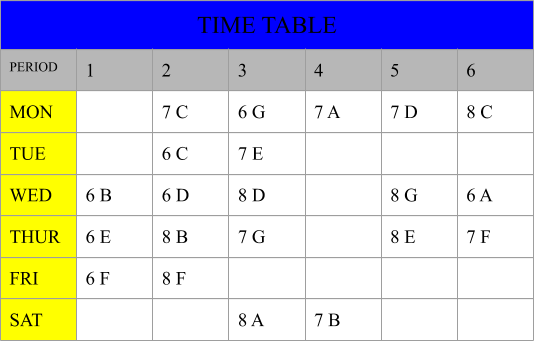 TIME TABLE
PERIOD 1 2 3 4 5 6
MON 7 C 6 G 7 A 7 D 8 C
TUE 6 C 7 E
WED 6 B 6 D 8 D 8 G 6 A
THUR 6 E 8 B 7 G 8 E 7 F
FRI 6 F 8 F
SAT 8 A 7 B